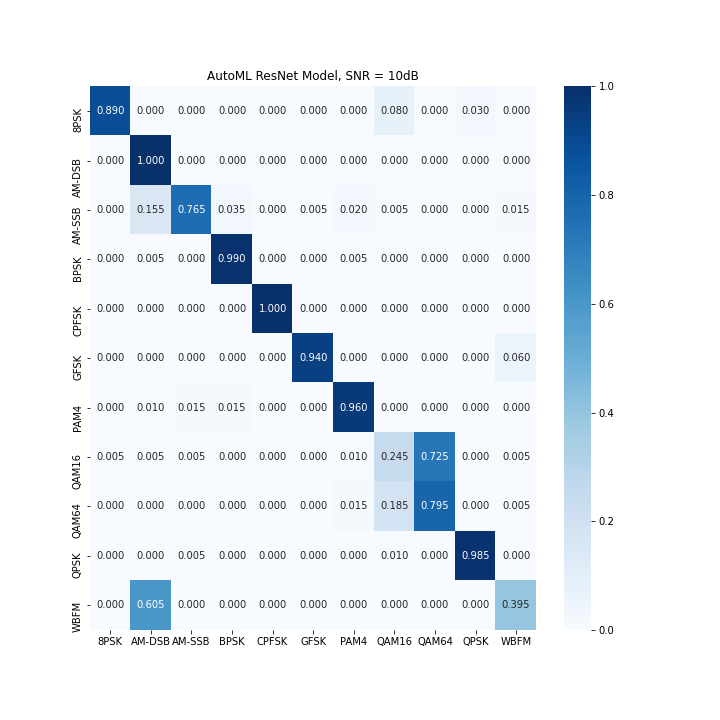 AutoML ResNet Model, SNR = 10dB
8PSK 0.890 0.000 0.000 0.000 0.000 0.000 0.000 0.080 0.000 0.030 0.000
AM-DSB 0.000 1.000 0.000 0.000 0.000 0.000 0.000 0.000 0.000 0.000 0.000
AM-SSB 0.000 0.155 0.765 0.035 0.000 0.005 0.020 0.005 0.000 0.000 0.015
BPSK 0.000 0.005 0.000 0.990 0.000 0.000 0.005 0.000 0.000 0.000 0.000
CPFSK 0.000 0.000 0.000 0.000 1.000 0.000 0.000 0.000 0.000 0.000 0.000
GFSK 0.000 0.000 0.000 0.000 0.000 0.940 0.000 0.000 0.000 0.000 0.060
PAM4 0.000 0.010 0.015 0.015 0.000 0.000 0.960 0.000 0.000 0.000 0.000
QAM16 0.005 0.005 0.005 0.000 0.000 0.000 0.010 0.245 0.725 0.000 0.005
QAM64 0.000 0.000 0.000 0.000 0.000 0.000 0.015 0.185 0.795 0.000 0.005
QPSK 0.000 0.000 0.005 0.000 0.000 0.000 0.000 0.010 0.000 0.985 0.000
WBFM 0.000 0.605 0.000 0.000 0.000 0.000 0.000 0.000 0.000 0.000 0.395
8PSK AM-DSB AM-SSB BPSK CPFSK GFSK PAM4 QAM16 QAM64 QPSK WBFM
1.0
0.8
0.6
0.4
0.2
0.0